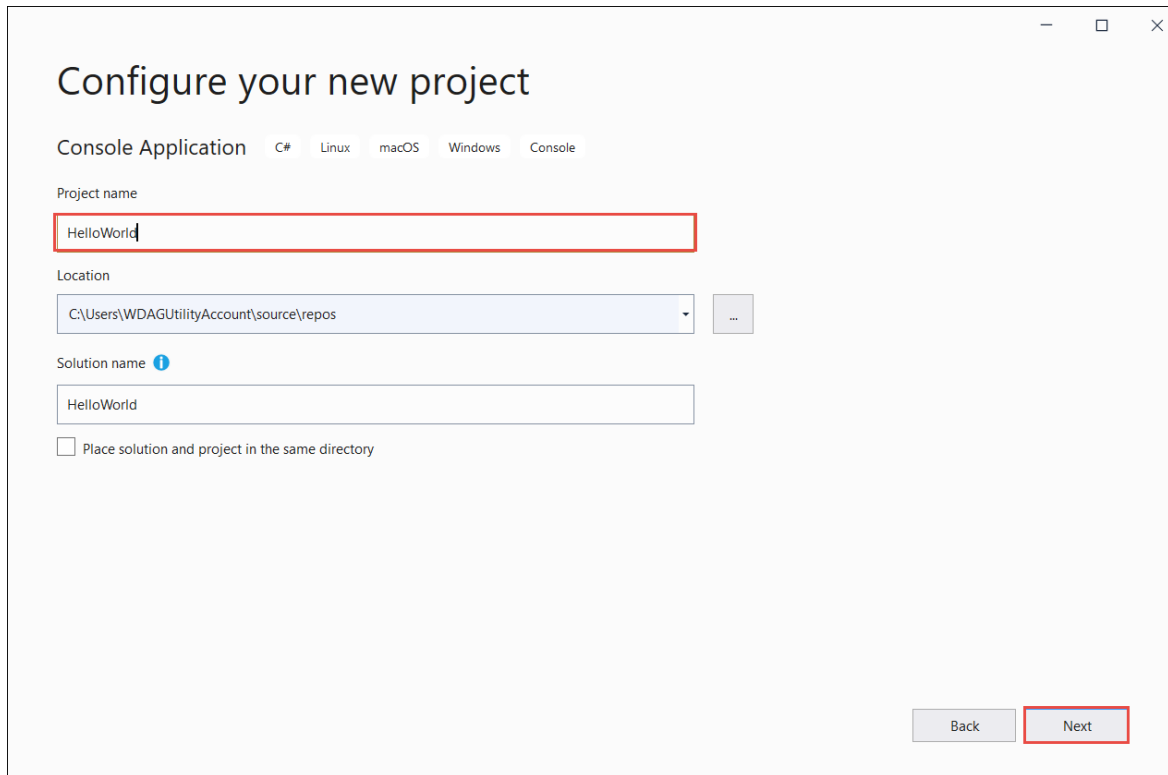 Configure your new project
Console Application C# Linux macOS Windows Console
Project name
HelloWorld
Location
C:\Users\WDAGUtilityAccount\source\repos
...
Solution name
HelloWorld
Place solution and project in the same directory
Back Next